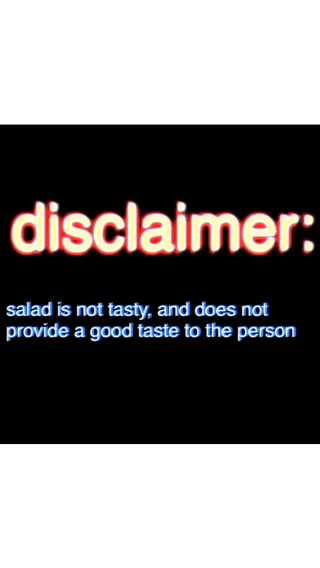 disclaimer:
salad is not tasty, and does not
provide a good taste to the person